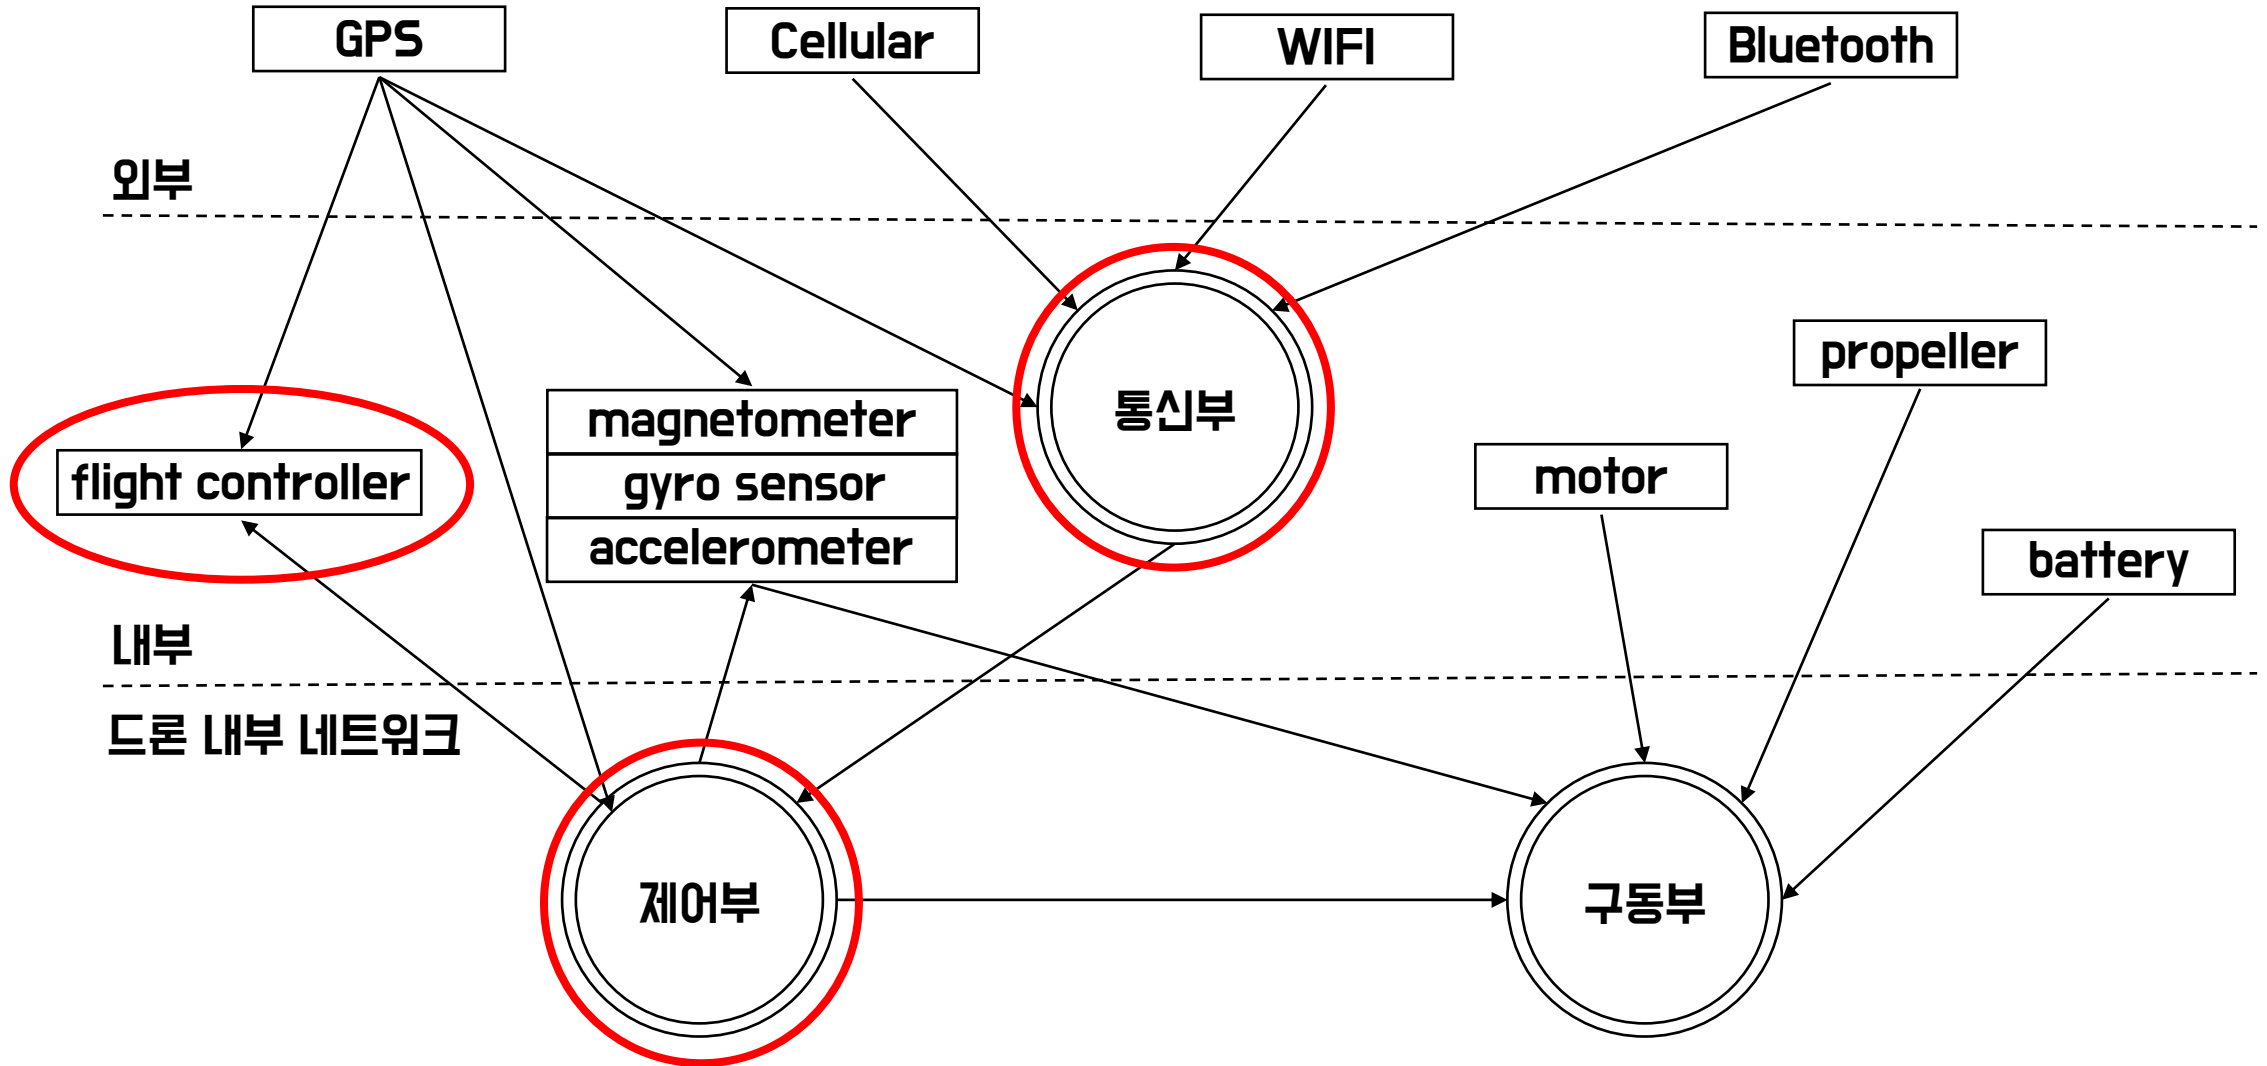 GPS
Cellular
WIFI
Bluetooth
외부
propeller
통신부
magnetometer
gyro sensor
accelerometer
flight controller
motor
battery
내부
드론 내부 네트워크
제어부
구동부